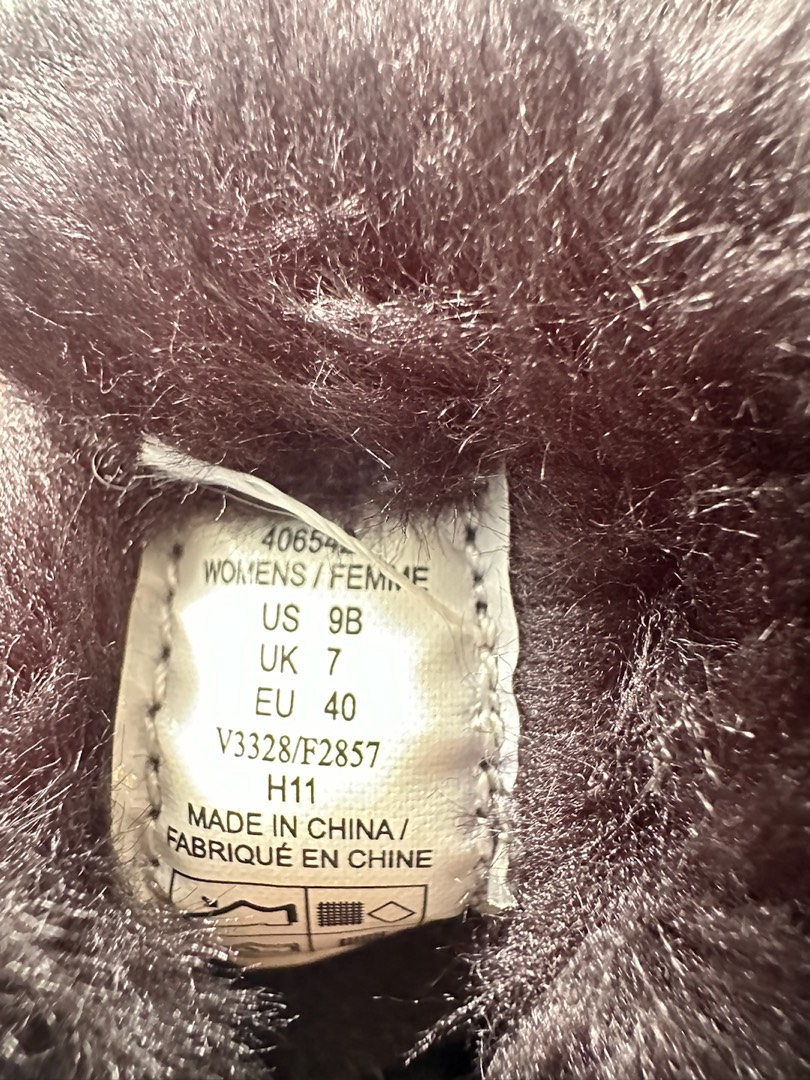 WOMENS / FEMME
US 9B
UK 7
EU 40
V3328/F2857
H11
MADE IN CHINA /
FABRIQUÉ EN CHINE